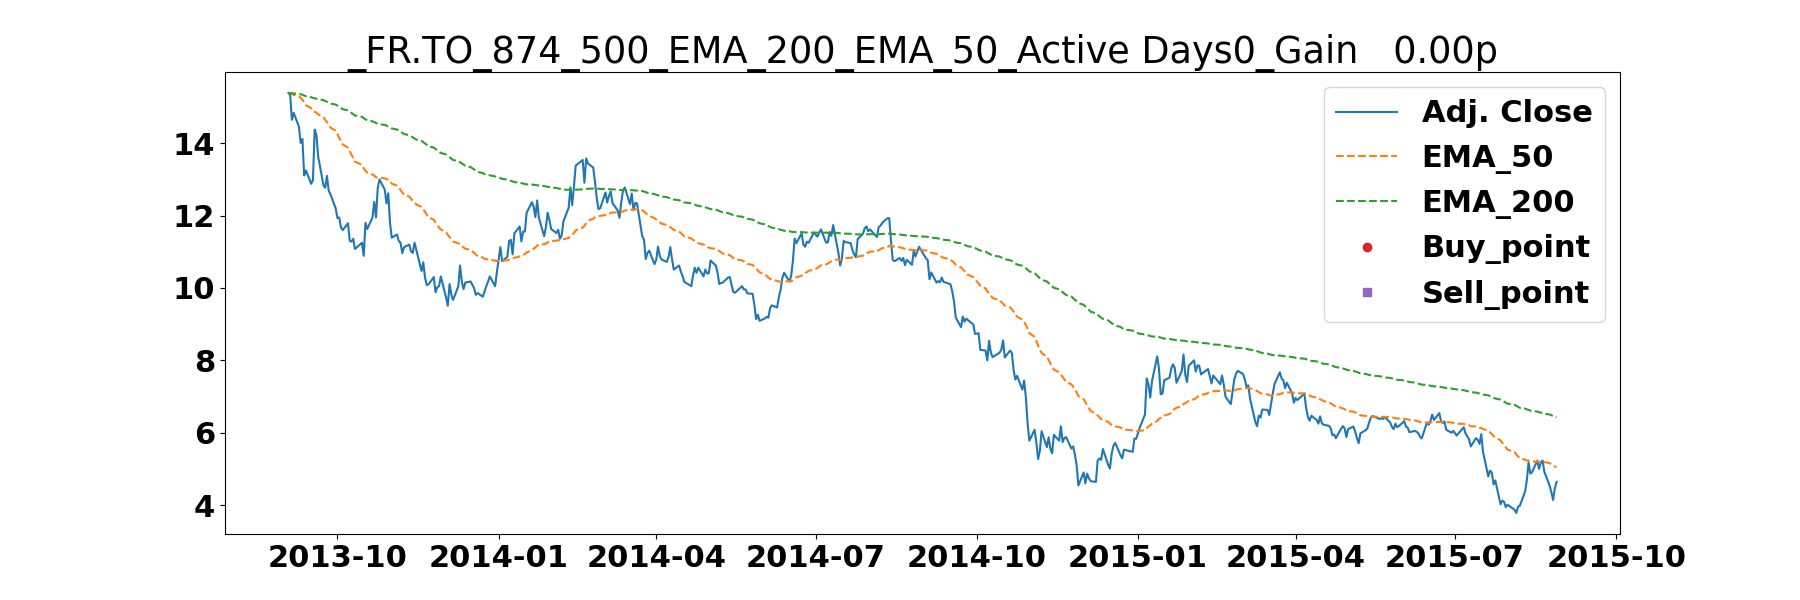 _FR.TO_874_500_EMA_200_EMA_50_Active Days0_Gain   0.00p
Adj. Close
EMA_50
EMA_200
Buy_point
Sell_point
14
12
10
8
6
4
2013-10 2014-01 2014-04 2014-07 2014-10 2015-01 2015-04 2015-07 2015-10